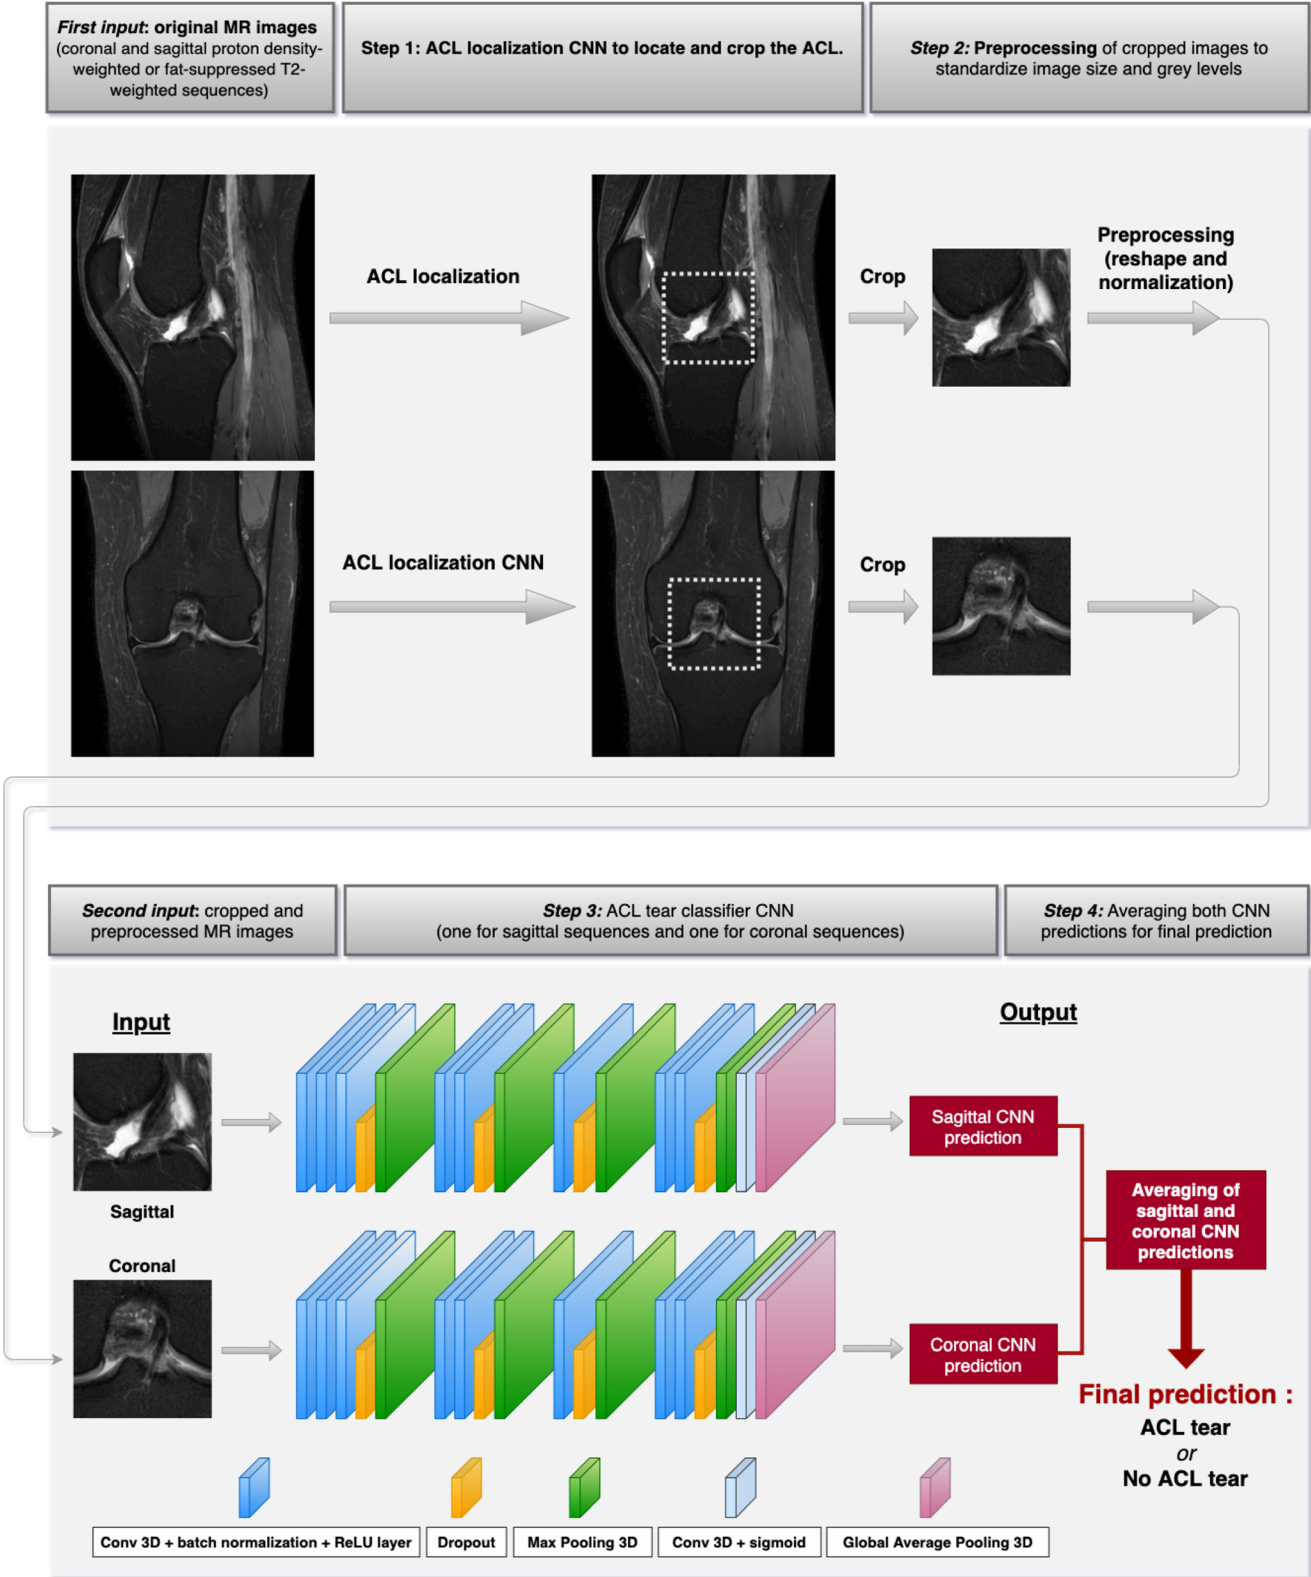 First input: original MR images
(coronal and sagittal proton density-
weighted or fat-suppressed T2-
weighted sequences)
Step 1: ACL localization CNN to locate and crop the ACL.
Step 2: Preprocessing of cropped images to
standardize image size and grey levels
ACL localization
Crop
Preprocessing
(reshape and
normalization)
ACL localization CNN
Crop
Second input: cropped and
preprocessed MR images
Step 3: ACL tear classifier CNN
(one for sagittal sequences and one for coronal sequences)
Step 4: Averaging both CNN
predictions for final prediction
Input
Output
Sagittal
Sagittal CNN
prediction
Averaging of
sagittal and
coronal CNN
predictions
Coronal
Coronal CNN
prediction
Final prediction :
ACL tear
or
No ACL tear
Conv 3D + batch normalization + ReLU layer
Dropout
Max Pooling 3D
Conv 3D + sigmoid
Global Average Pooling 3D